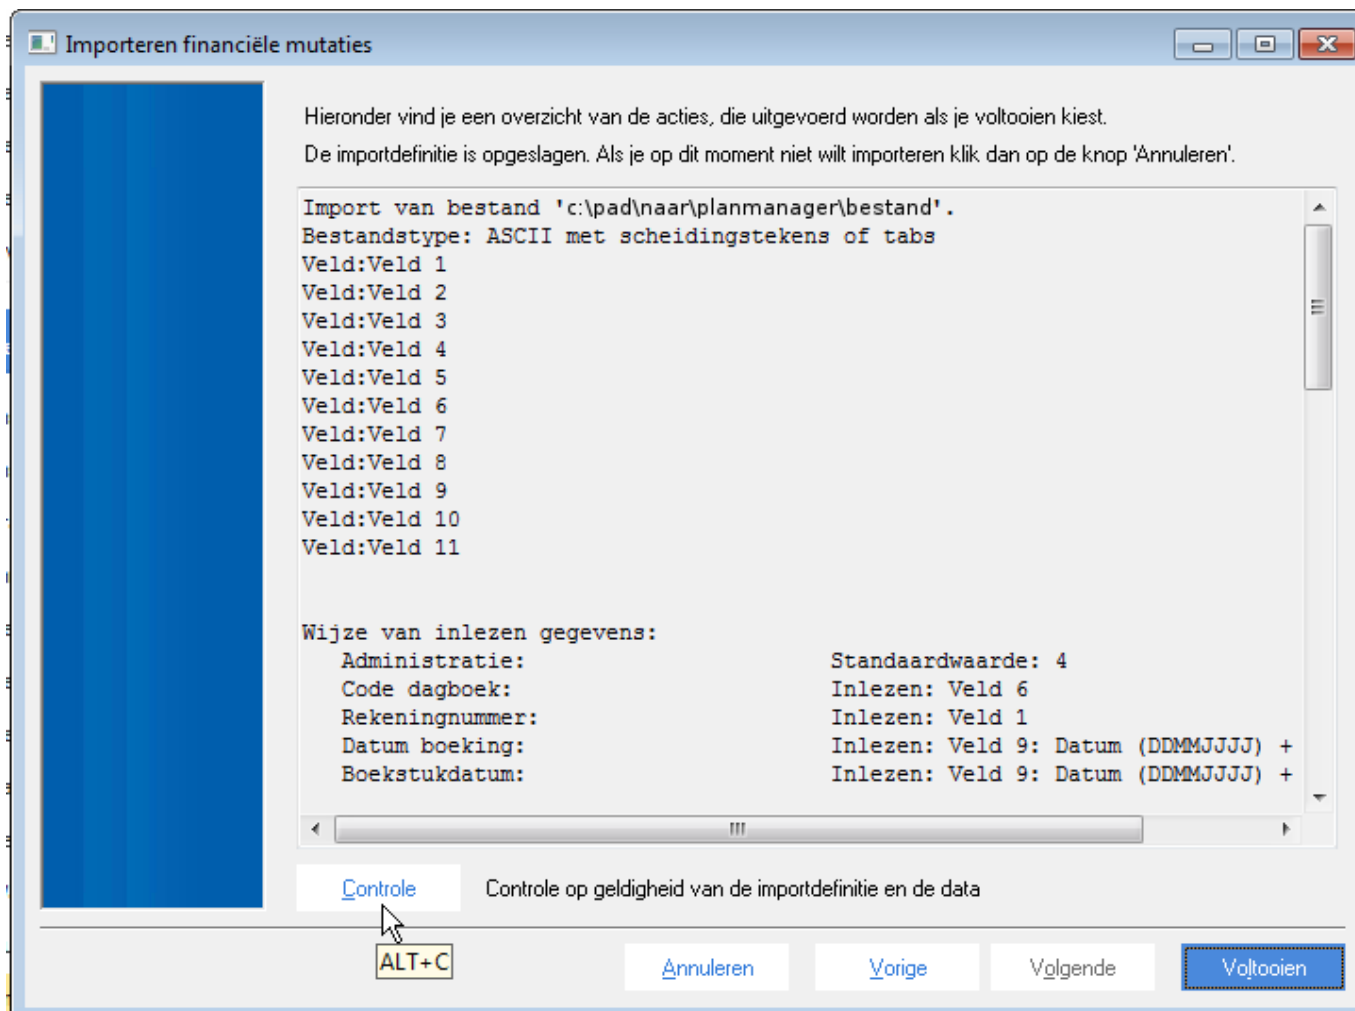 Importeren financiële mutaties
Hieronder vind je een overzicht van de acties, die uitgevoerd worden als je voltooien kiest.
De importdefinitie is opgeslagen. Als je op dit moment niet wilt importeren klik dan op de knop 'Annuleren'.
Import van bestand 'c:\pad\naar\planmanager\bestand'.
Bestandstype: ASCII met scheidingstekens of tabs
Veld:Veld 1
Veld:Veld 2
Veld:Veld 3
Veld:Veld 4
Veld:Veld 5
Veld:Veld 6
Veld:Veld 7
Veld:Veld 8
Veld:Veld 9
Veld:Veld 10
Veld:Veld 11
Wijze van inlezen gegevens:
Administratie: Standaardwaarde: 4
Code dagboek: Inlezen: Veld 6
Rekeningnummer: Inlezen: Veld 1
Datum boeking: Inlezen: Veld 9: Datum (DDMMJJJJ) +
Boekstukdatum: Inlezen: Veld 9: Datum (DDMMJJJJ) +
Controle Controle op geldigheid van de importdefinitie en de data
ALT+C
Annuleren Vorige Volgende Voltooien